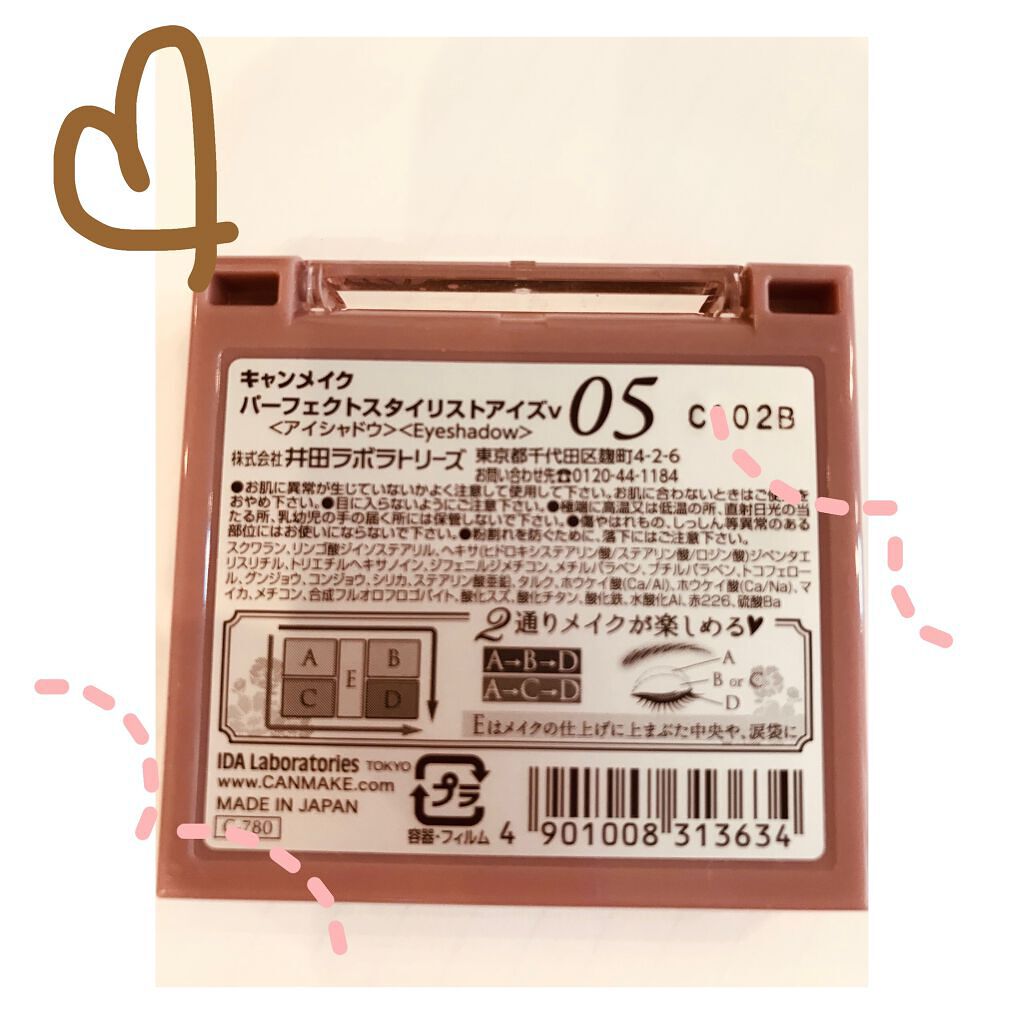 キャンメイク
パーフェクトスタイリストアイズv 05
<アイシャドウ><Eyeshadow>
株式会社 井田ラボラトリーズ 東京都千代田区麹町4-2-6
お問い合わせ先☎0120-44-1184
●お肌に異常が生じていないかよく注意して使用して下さい。お肌に合わないときはご使用を
おやめ下さい。●目に入らないようにご注意下さい。●極端に高温又は低温の所、直射日光の当
たる所、乳幼児の手の届く所には保管しないで下さい。●傷やはれもの、しっしん等異常のある
部位にはお使いにならないで下さい。●粉割れを防ぐために、落下にはご注意下さい。
スクワラン、リンゴ酸ジイソステアリル、ヘキサ(ヒドロキシステアリン酸/ステアリン酸/ロジン酸)ジペンタエ
リスリチル、トリエチルヘキサノイン、ジフェニルジメチコン、メチルパラベン、ブチルパラベン、トコフェロー
ル、グンジョウ、コンジョウ、シリカ、ステアリン酸亜鉛、タルク、ホウケイ酸(Ca/Al)、ホウケイ酸(Ca/Na)、マ
イカ、メチコン、合成フルオロフロゴパイト、酸化スズ、酸化チタン、酸化鉄、水酸化Al、赤226、硫酸Ba
2通りメイクが楽しめる♥
A B
E
C D
A→B→D
A→C→D
A
B or C
D
Eはメイクの仕上げに上まぶた中央や、涙袋に
IDA Laboratories TOKYO
www.CANMAKE.com
MADE IN JAPAN
C-780
プラ
容器・フィルム
4 901008 313634